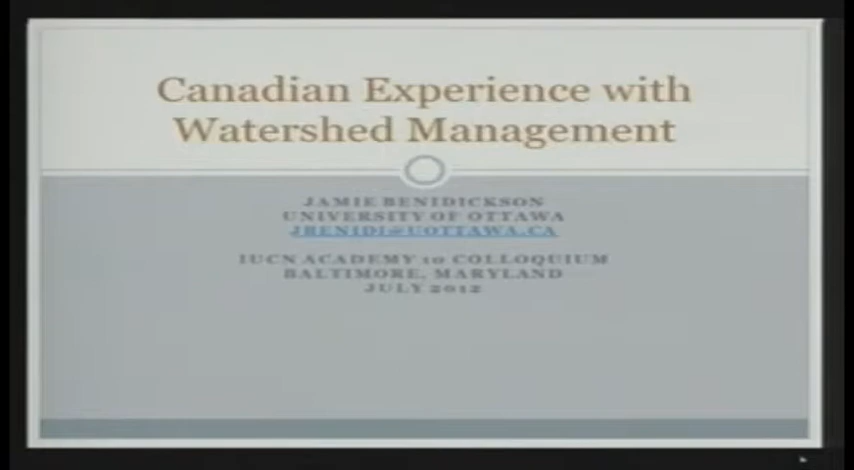 Canadian Experience with
Watershed Management
JAMIE BENIDICKSON
UNIVERSITY OF OTTAWA
JBENIDI@UOTTAWA.CA
IUCN ACADEMY 10 COLLOQUIUM
BALTIMORE, MARYLAND
JULY 2012